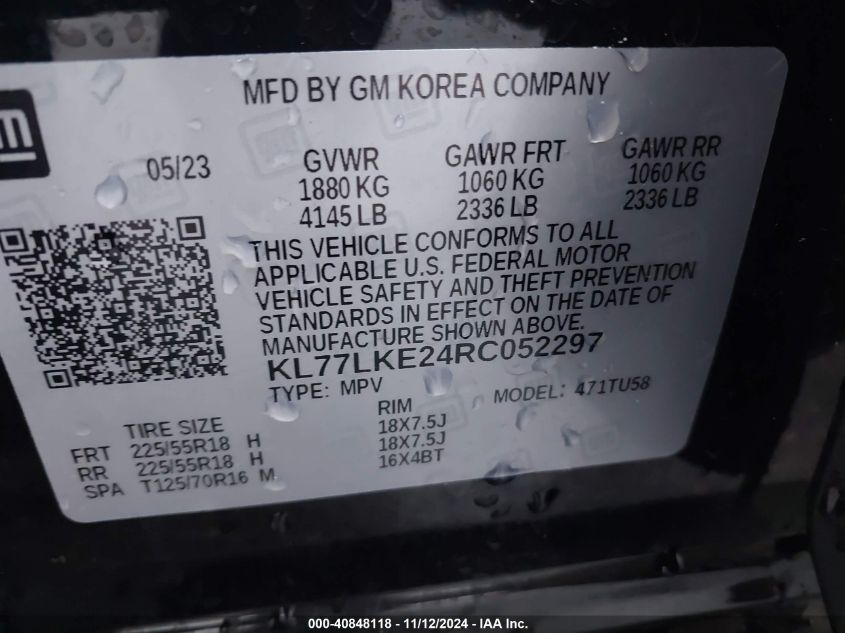 MFD BY GM KOREA COMPANY
05/23
GVWR GAWR FRT GAWR RR
1880 KG 1060 KG 1060 KG
4145 LB 2336 LB 2336 LB
THIS VEHICLE CONFORMS TO ALL
APPLICABLE U.S. FEDERAL MOTOR
VEHICLE SAFETY AND THEFT PREVENTION
STANDARDS IN EFFECT ON THE DATE OF
MANUFACTURE SHOWN ABOVE.
KL77LKE24RC052297
TYPE: MPV MODEL: 471TU58
TIRE SIZE RIM
FRT 225/55R18 H 18X7.5J
RR 225/55R18 H 18X7.5J
SPA T125/70R16 M 16X4BT
000-40848118 - 11/12/2024 - IAA Inc.